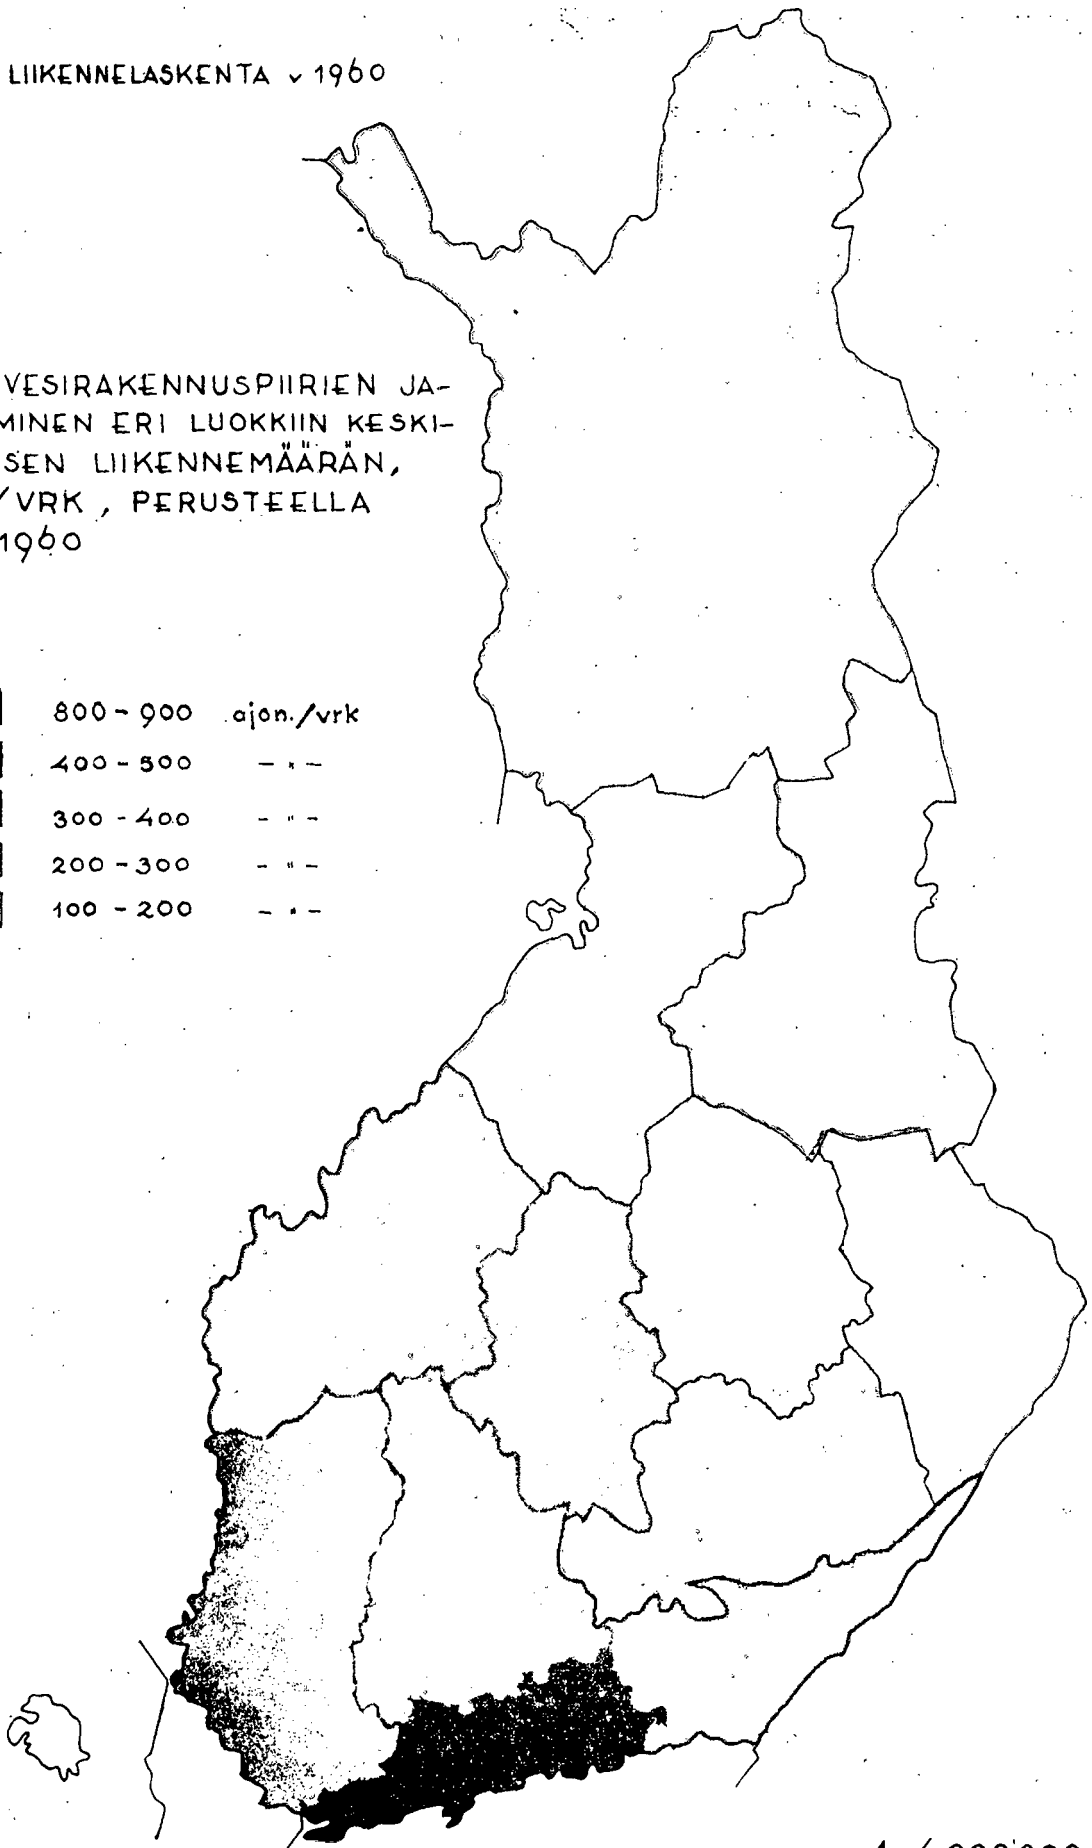 LIIKENNELASKENTA v 1960
VESIRAKENNUSPIIRIEN JA-
MINEN ERI LUOKKIIN KESKI-
SEN LIIKENNEMÄÄRÄN,
/VRK , PERUSTEELLA
1960
800 - 900 ajon./vrk
400 - 500 - " -
300 - 400 - " -
200 - 300 - " -
100 - 200 - " -